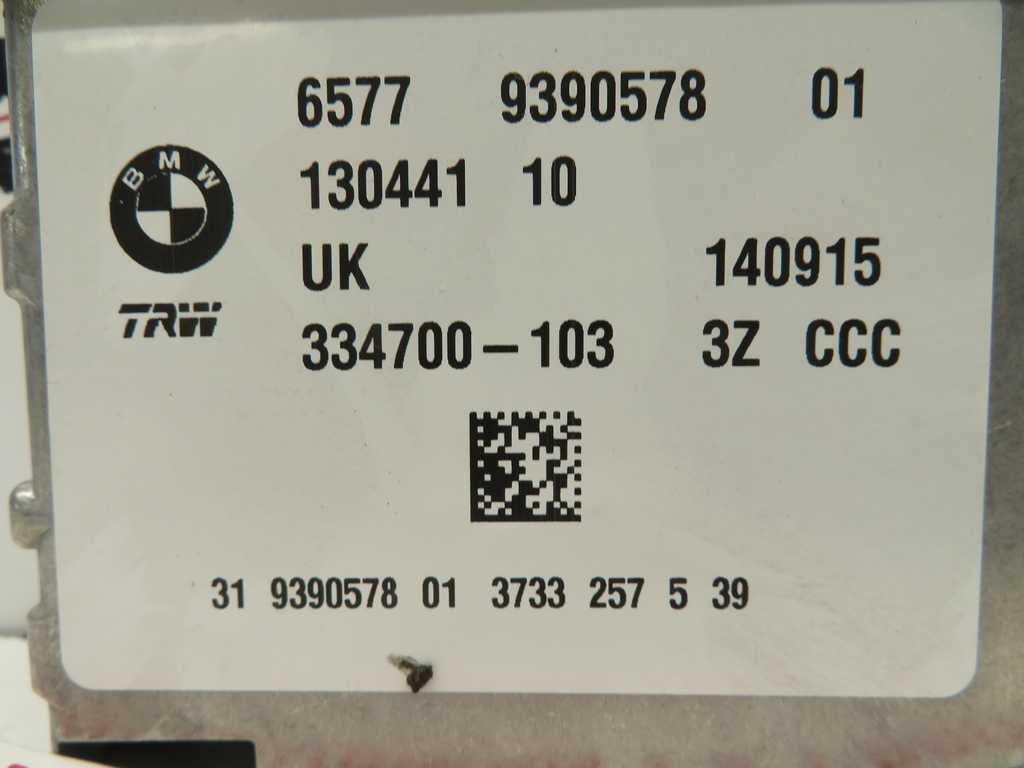 6577 9390578 01
BMW
130441 10
UK 140915
TRW
334700-103 3Z CCC
31 9390578 01 3733 257 5 39